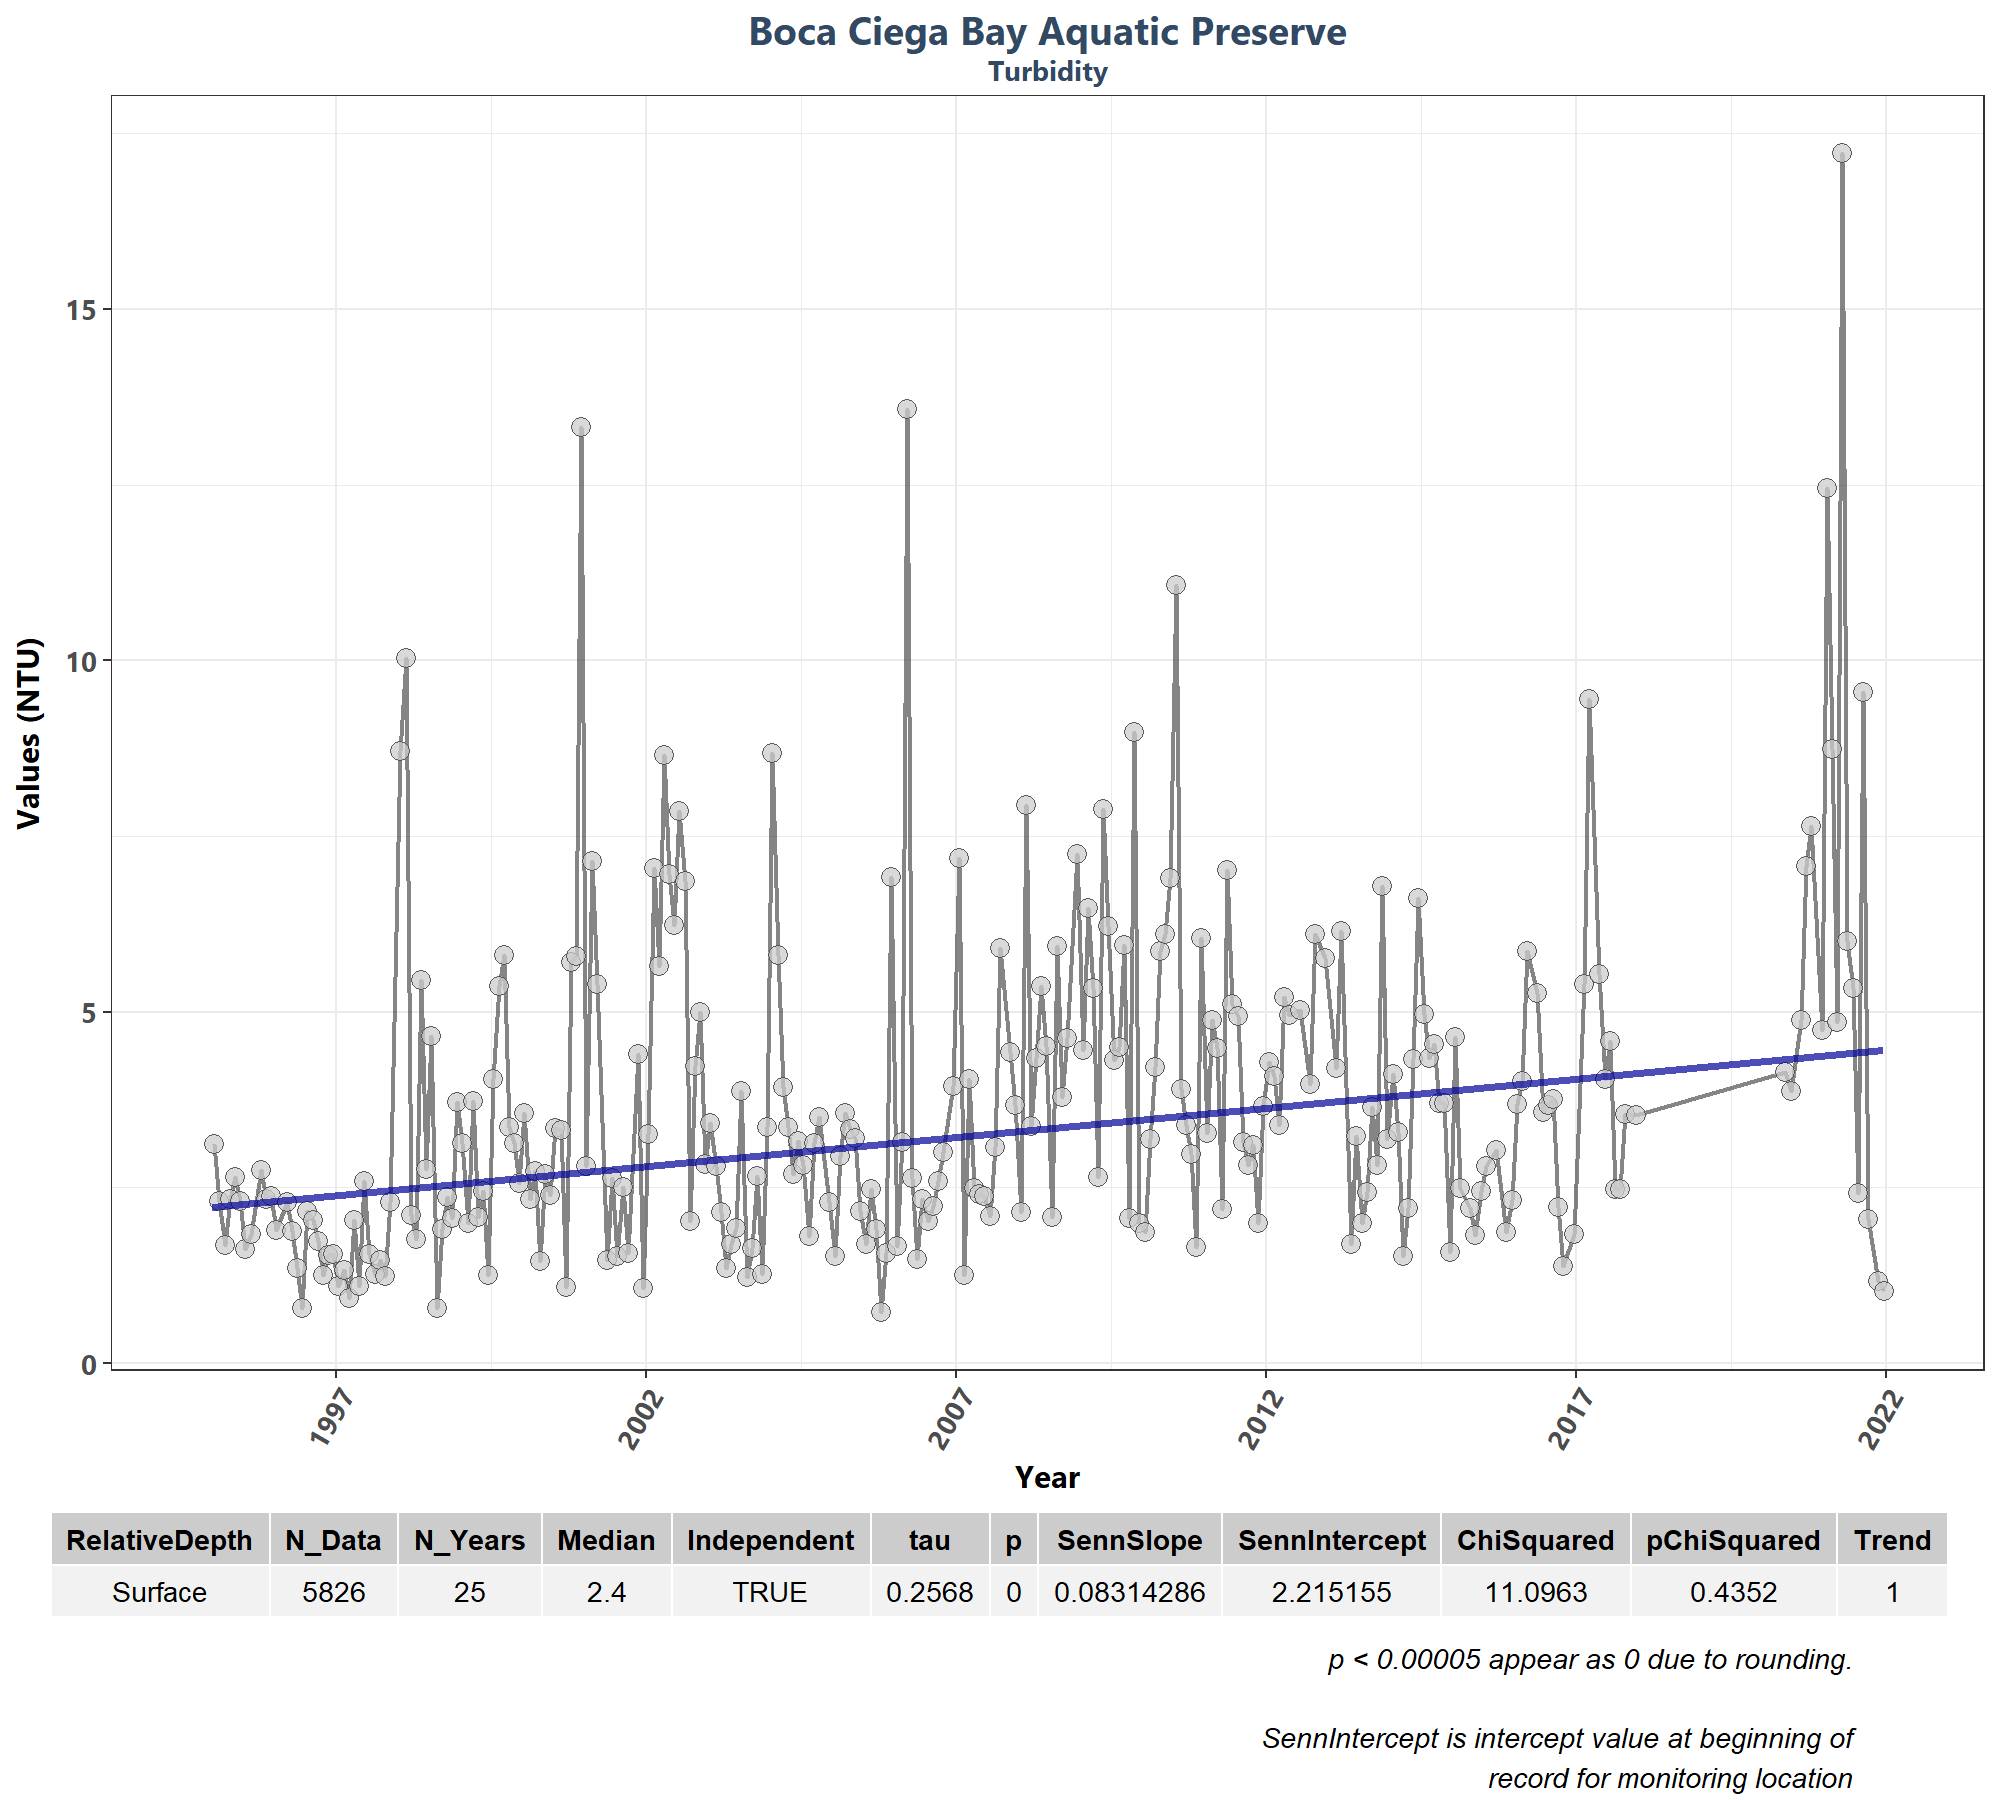 Boca Ciega Bay Aquatic Preserve
Turbidity
Values (NTU)
15
10
5
0
1997 2002 2007 2012 2017 2022
Year
RelativeDepth N_Data N_Years Median Independent tau p SennSlope SennIntercept ChiSquared pChiSquared Trend
Surface 5826 25 2.4 TRUE 0.2568 0 0.08314286 2.215155 11.0963 0.4352 1
p < 0.00005 appear as 0 due to rounding.
SennIntercept is intercept value at beginning of
record for monitoring location